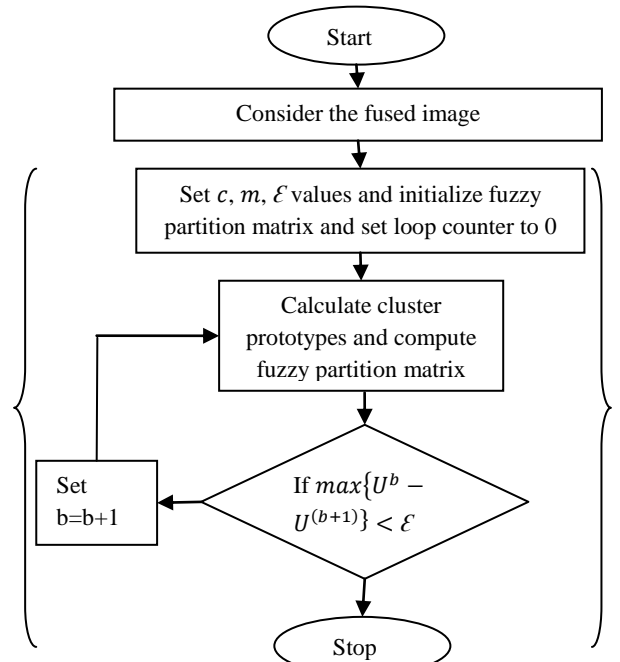 Start
Consider the fused image
Set c, m, ℰ values and initialize fuzzy
partition matrix and set loop counter to 0
Calculate cluster
prototypes and compute
fuzzy partition matrix
Set
b=b+1
If max{U^b −
U^(b+1)} < ℰ
Stop